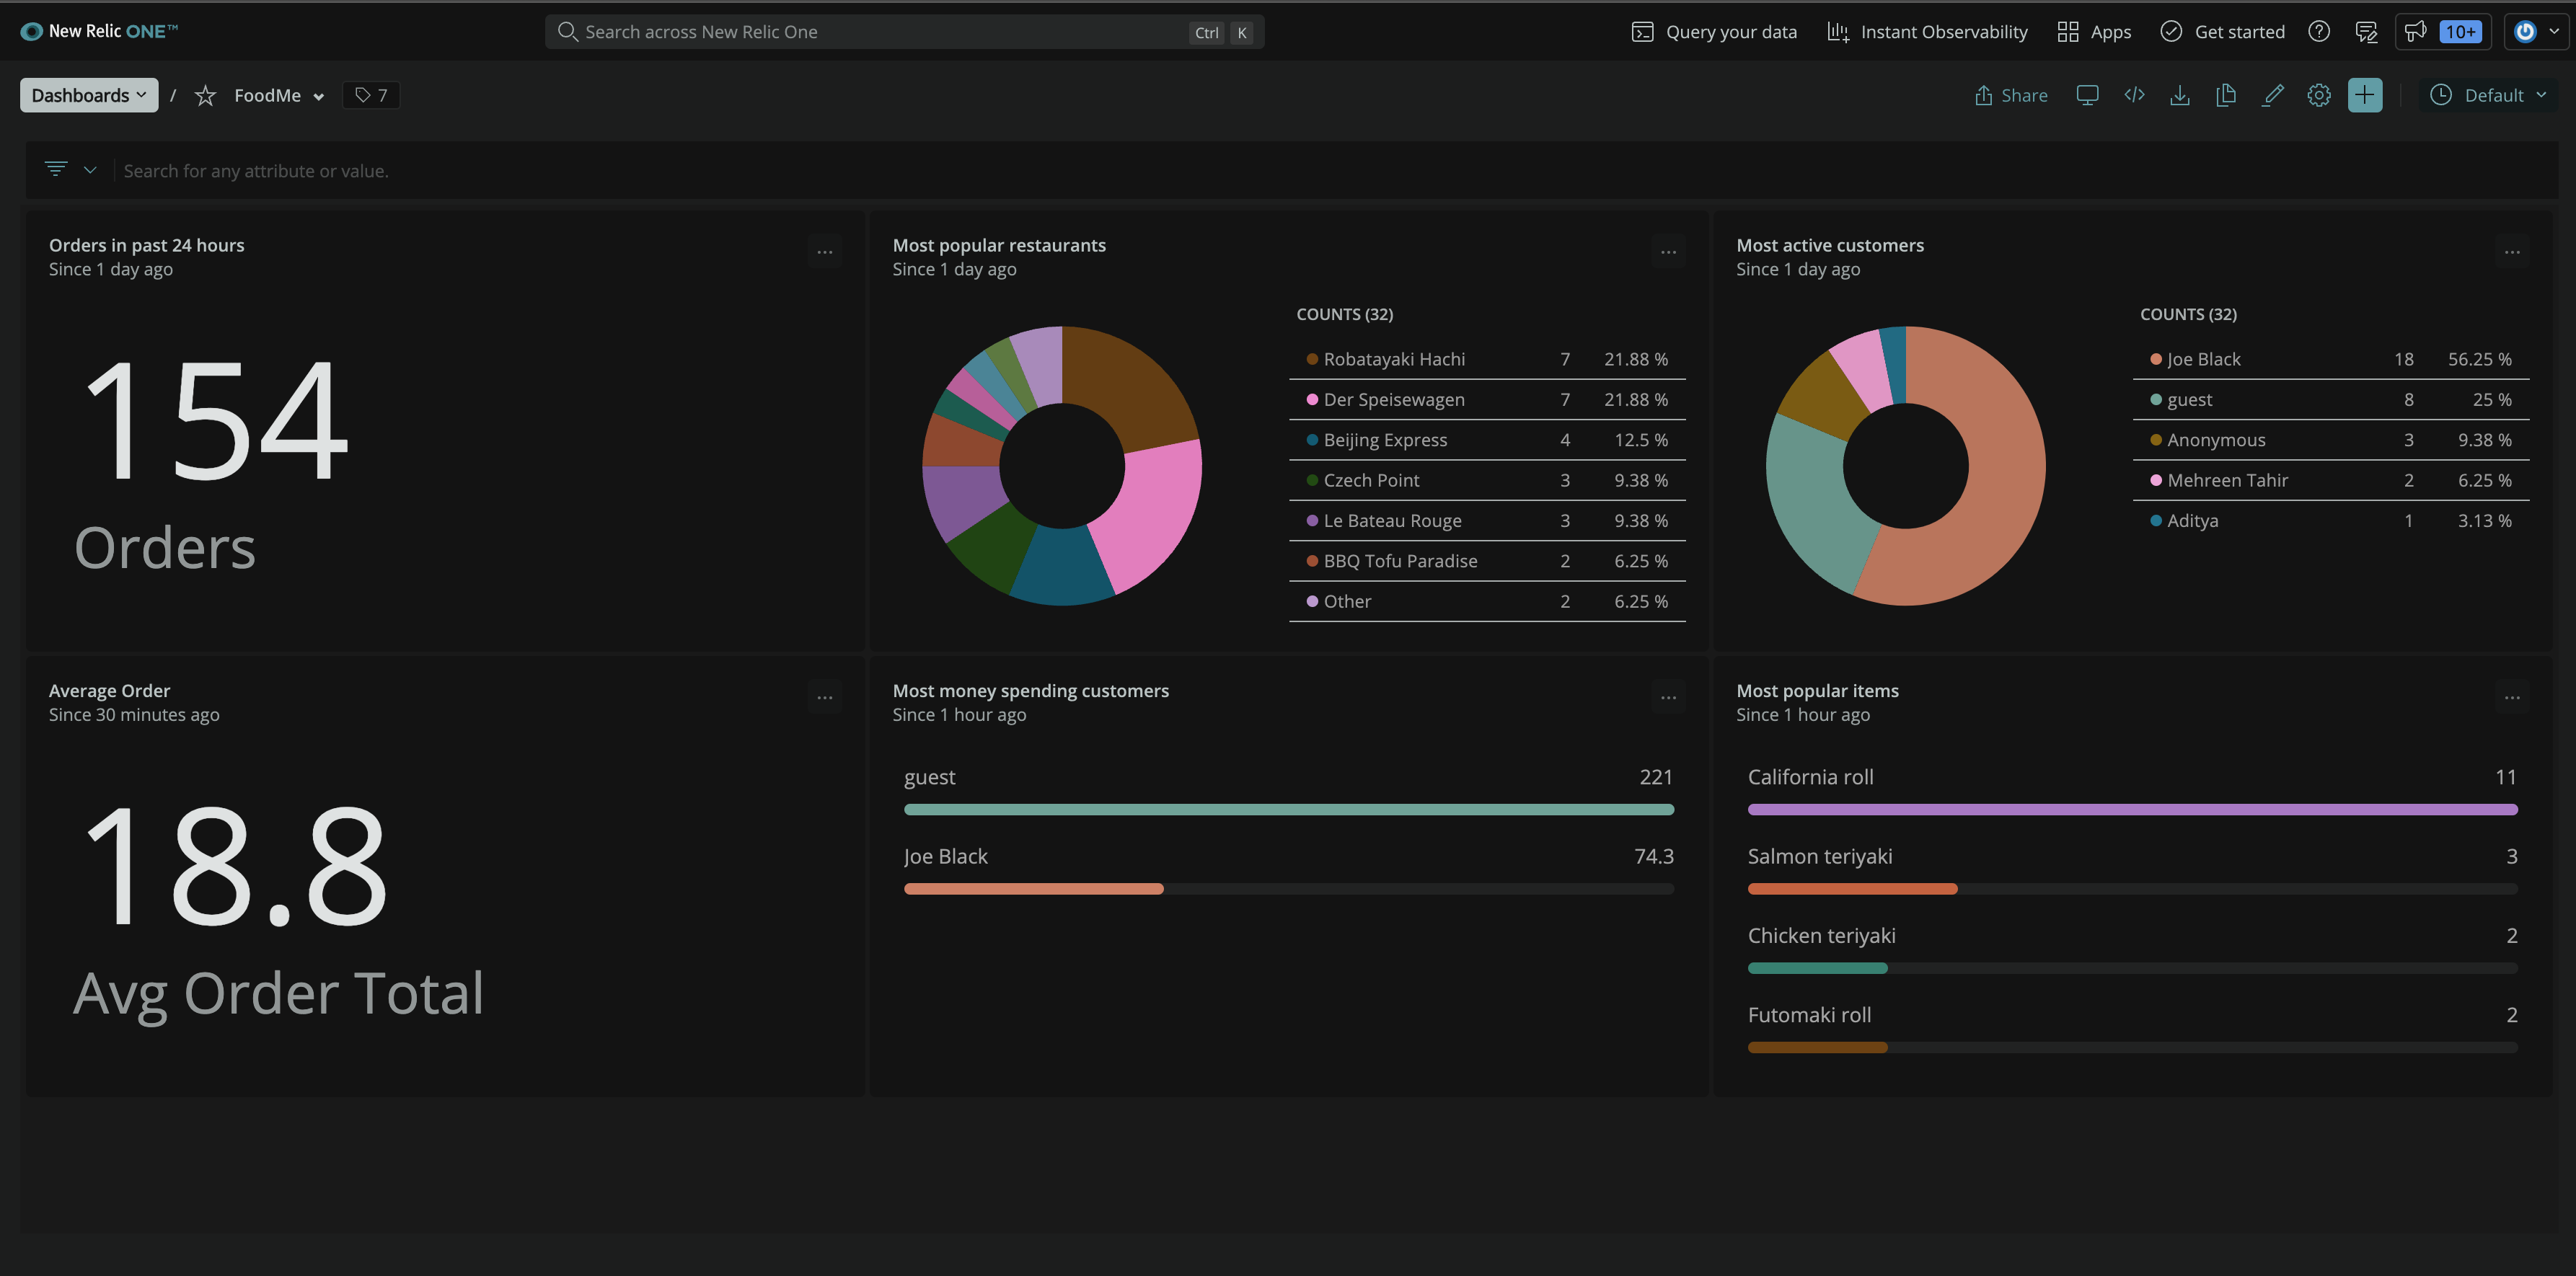 New Relic ONE™
Search across New Relic One
Ctrl K
Query your data
Instant Observability
Apps
Get started
10+
Dashboards / FoodMe 7
Share
Default
Search for any attribute or value.
Orders in past 24 hours
Since 1 day ago
154
Orders
Most popular restaurants
Since 1 day ago
COUNTS (32)
Robatayaki Hachi 7 21.88 %
Der Speisewagen 7 21.88 %
Beijing Express 4 12.5 %
Czech Point 3 9.38 %
Le Bateau Rouge 3 9.38 %
BBQ Tofu Paradise 2 6.25 %
Other 2 6.25 %
Most active customers
Since 1 day ago
COUNTS (32)
Joe Black 18 56.25 %
guest 8 25 %
Anonymous 3 9.38 %
Mehreen Tahir 2 6.25 %
Aditya 1 3.13 %
Average Order
Since 30 minutes ago
18.8
Avg Order Total
Most money spending customers
Since 1 hour ago
guest 221
Joe Black 74.3
Most popular items
Since 1 hour ago
California roll 11
Salmon teriyaki 3
Chicken teriyaki 2
Futomaki roll 2